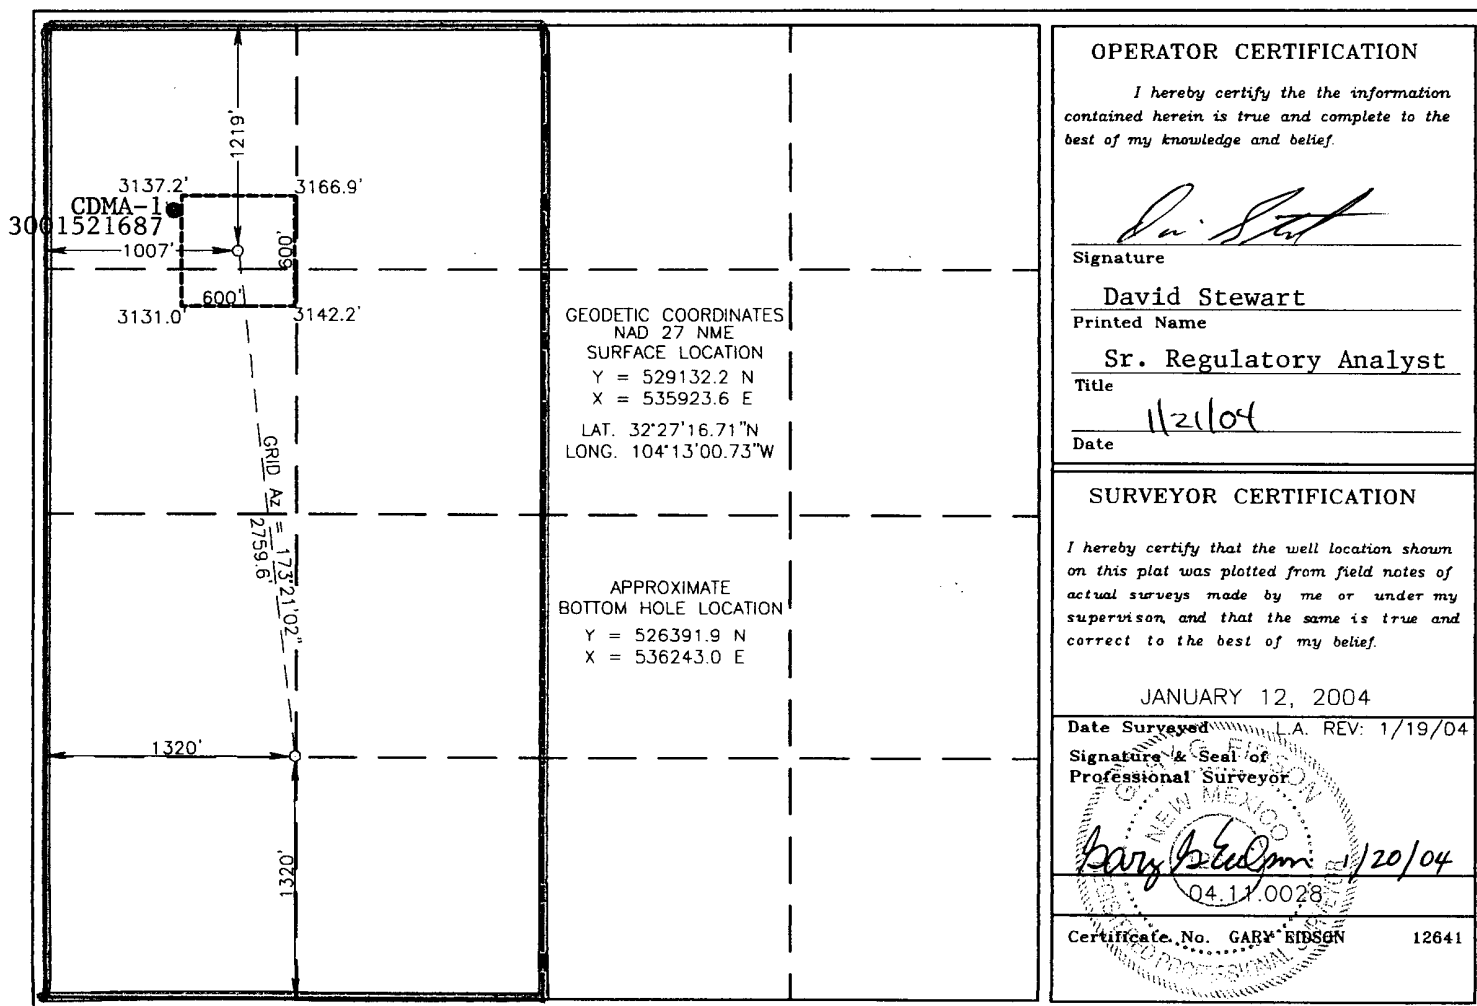 1219'
3137.2'
3166.9'
CDMA-1
3001521687
1007'
600'
600'
3131.0'
3142.2'
GRID Az = 173°21'02"
2759.6'
1320'
1320'
GEODETIC COORDINATES
NAD 27 NME
SURFACE LOCATION
Y = 529132.2 N
X = 535923.6 E
LAT. 32°27'16.71"N
LONG. 104°13'00.73"W
APPROXIMATE
BOTTOM HOLE LOCATION
Y = 526391.9 N
X = 536243.0 E
OPERATOR CERTIFICATION
I hereby certify the the information
contained herein is true and complete to the
best of my knowledge and belief.
Signature
David Stewart
Printed Name
Sr. Regulatory Analyst
Title
1/21/04
Date
SURVEYOR CERTIFICATION
I hereby certify that the well location shown
on this plat was plotted from field notes of
actual surveys made by me or under my
supervison, and that the same is true and
correct to the best of my belief.
JANUARY 12, 2004
Date Surveyed L.A. REV: 1/19/04
Signature & Seal of
Professional Surveyor
GARY G. EIDSON
NEW MEXICO
REGISTERED PROFESSIONAL SURVEYOR
Gary G Eidson 1/20/04
04.11.0028
Certificate No. GARY EIDSON 12641